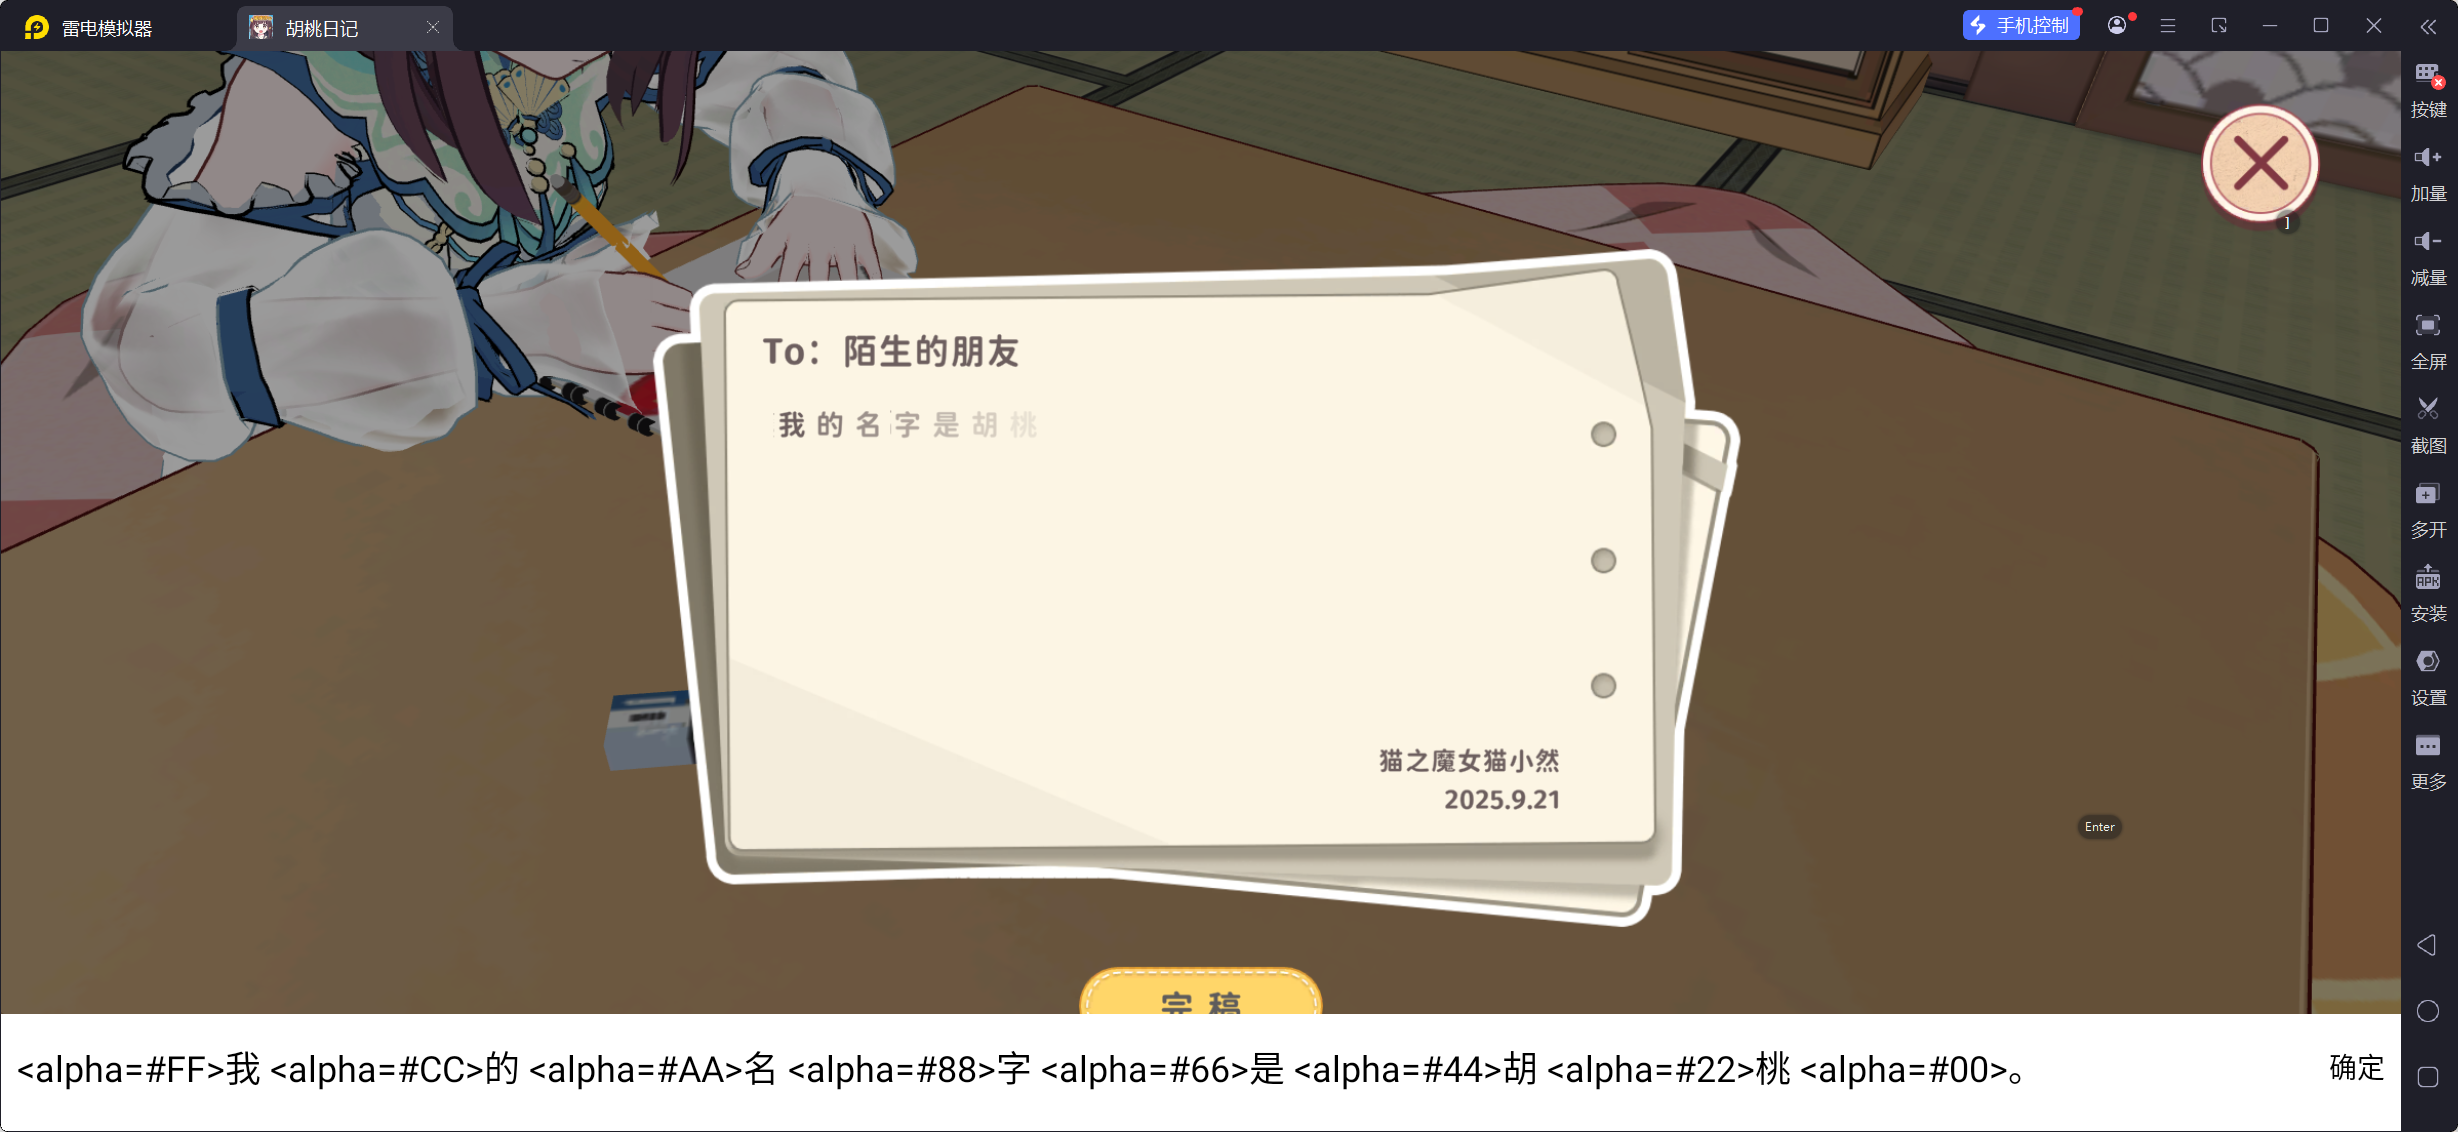 雷电模拟器
胡桃日记
手机控制
按键
加量
减量
全屏
截图
多开
APK
安装
设置
更多
]
To：陌生的朋友
我 的 名 字 是 胡 桃
猫之魔女猫小然
2025.9.21
Enter
完稿
<alpha=#FF>我 <alpha=#CC>的 <alpha=#AA>名 <alpha=#88>字 <alpha=#66>是 <alpha=#44>胡 <alpha=#22>桃 <alpha=#00>。
确定